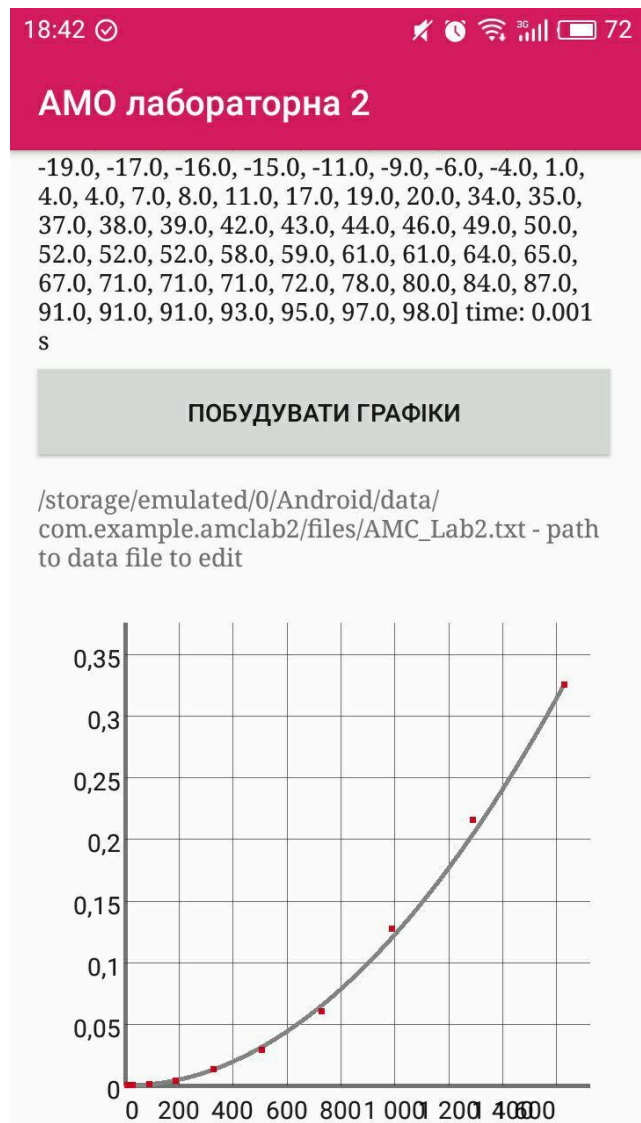 18:42 3G 72
АМО лабораторна 2
-19.0, -17.0, -16.0, -15.0, -11.0, -9.0, -6.0, -4.0, 1.0,
4.0, 4.0, 7.0, 8.0, 11.0, 17.0, 19.0, 20.0, 34.0, 35.0,
37.0, 38.0, 39.0, 42.0, 43.0, 44.0, 46.0, 49.0, 50.0,
52.0, 52.0, 52.0, 58.0, 59.0, 61.0, 61.0, 64.0, 65.0,
67.0, 71.0, 71.0, 71.0, 72.0, 78.0, 80.0, 84.0, 87.0,
91.0, 91.0, 91.0, 93.0, 95.0, 97.0, 98.0] time: 0.001
s
ПОБУДУВАТИ ГРАФІКИ
/storage/emulated/0/Android/data/
com.example.amclab2/files/AMC_Lab2.txt - path
to data file to edit
0,35
0,3
0,25
0,2
0,15
0,1
0,05
0
0 200 400 600 800 1 000 1 200 1 400